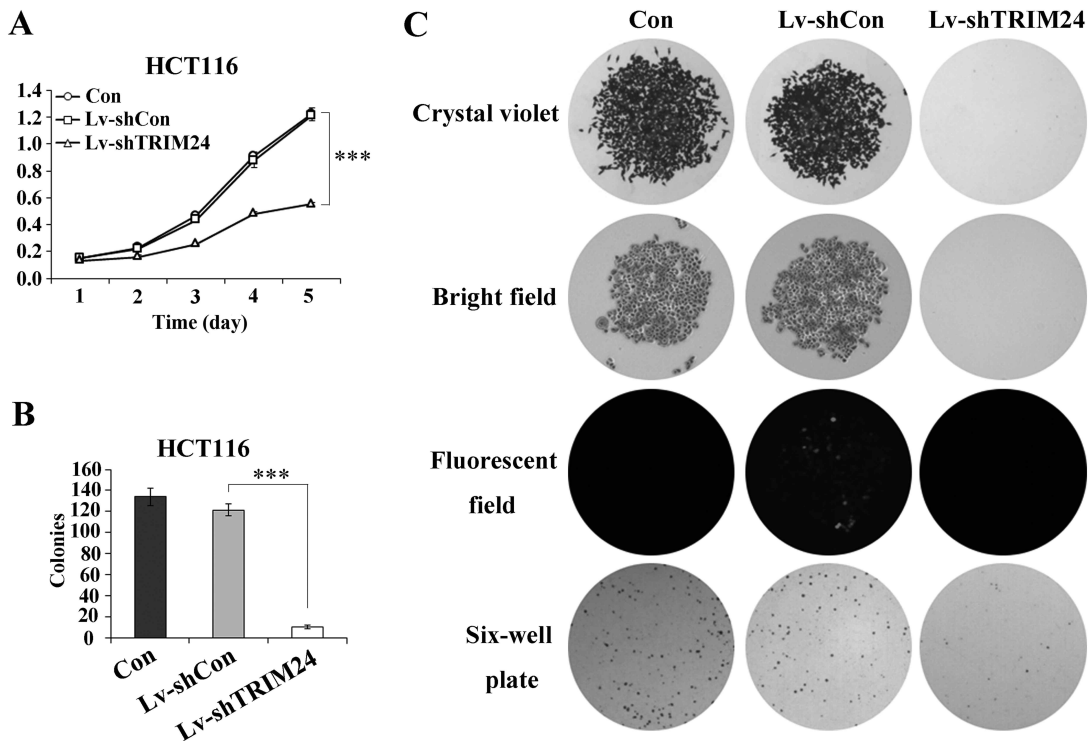 A
HCT116
Con
Lv-shCon
Lv-shTRIM24
1.4
1.2
1.0
0.8
0.6
0.4
0.2
0.0
***
1 2 3 4 5
Time (day)
B
HCT116
Colonies
160
140
120
100
80
60
40
20
0
***
Con
Lv-shCon
Lv-shTRIM24
C
Con Lv-shCon Lv-shTRIM24
Crystal violet
Bright field
Fluorescent
field
Six-well
plate